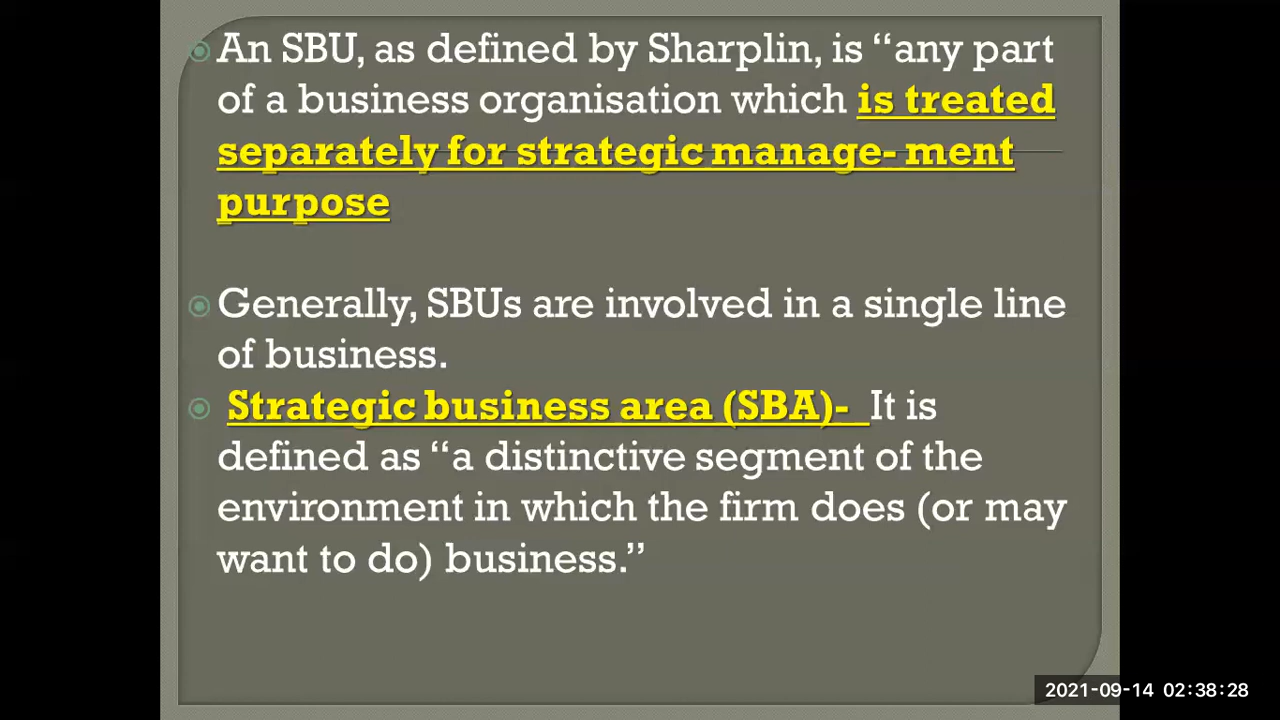 An SBU, as defined by Sharplin, is “any part
of a business organisation which is treated
separately for strategic manage- ment
purpose
Generally, SBUs are involved in a single line
of business.
Strategic business area (SBA)- It is
defined as “a distinctive segment of the
environment in which the firm does (or may
want to do) business.”
2021-09-14 02:38:28